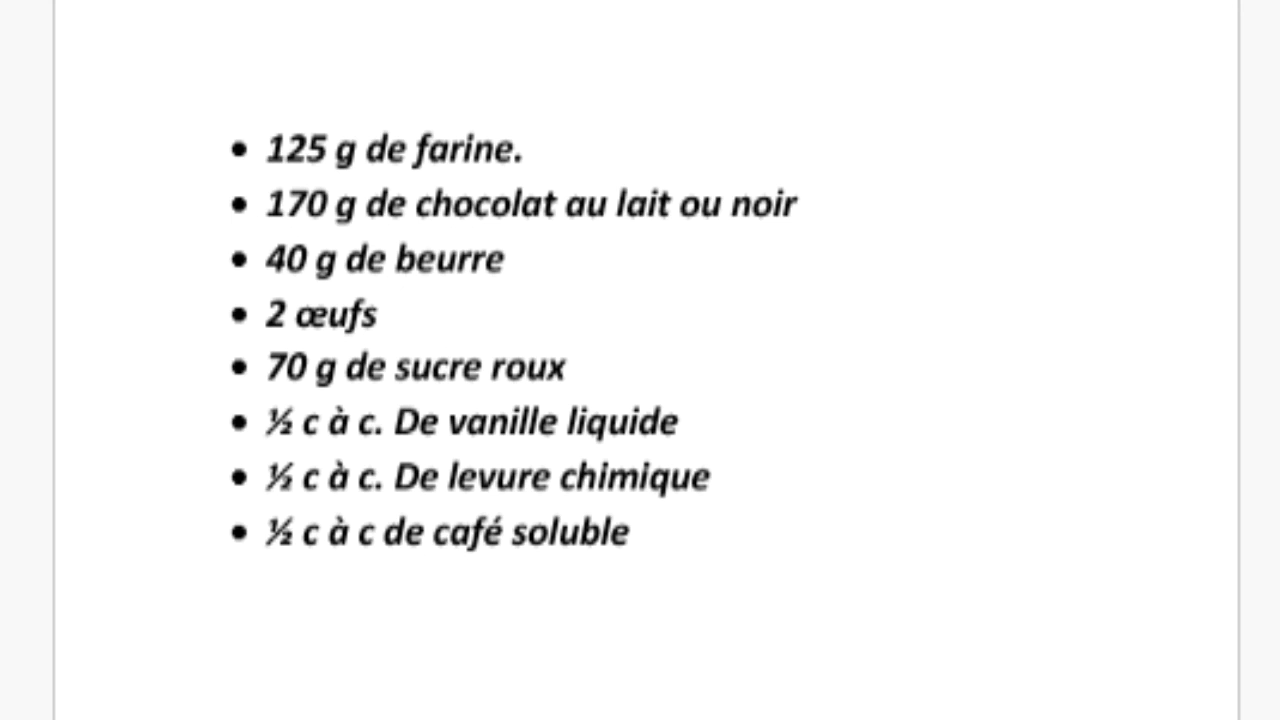 • 125 g de farine.
• 170 g de chocolat au lait ou noir
• 40 g de beurre
• 2 œufs
• 70 g de sucre roux
• ½ c à c. De vanille liquide
• ½ c à c. De levure chimique
• ½ c à c de café soluble